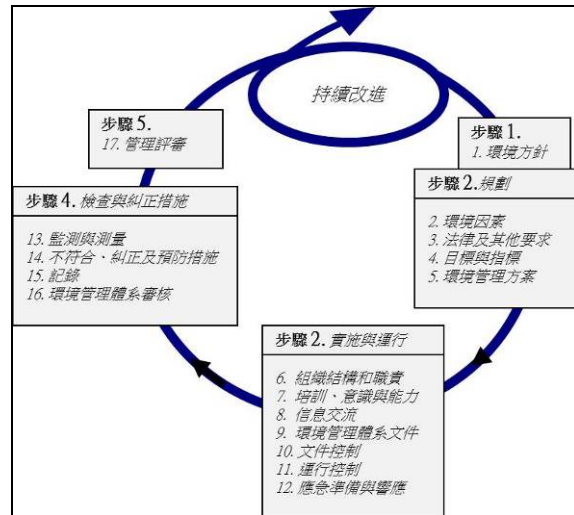 持續改進
步驟1.
1. 環境方針
步驟2. 規劃
2. 環境因素
3. 法律及其他要求
4. 目標與指標
5. 環境管理方案
步驟2. 實施與運行
6. 組織結構和職責
7. 培訓、意識與能力
8. 信息交流
9. 環境管理體系文件
10. 文件控制
11. 運行控制
12. 應急準備與響應
步驟4. 檢查與糾正措施
13. 監測與測量
14. 不符合、糾正及預防措施
15. 記錄
16. 環境管理體系審核
步驟5.
17. 管理評審